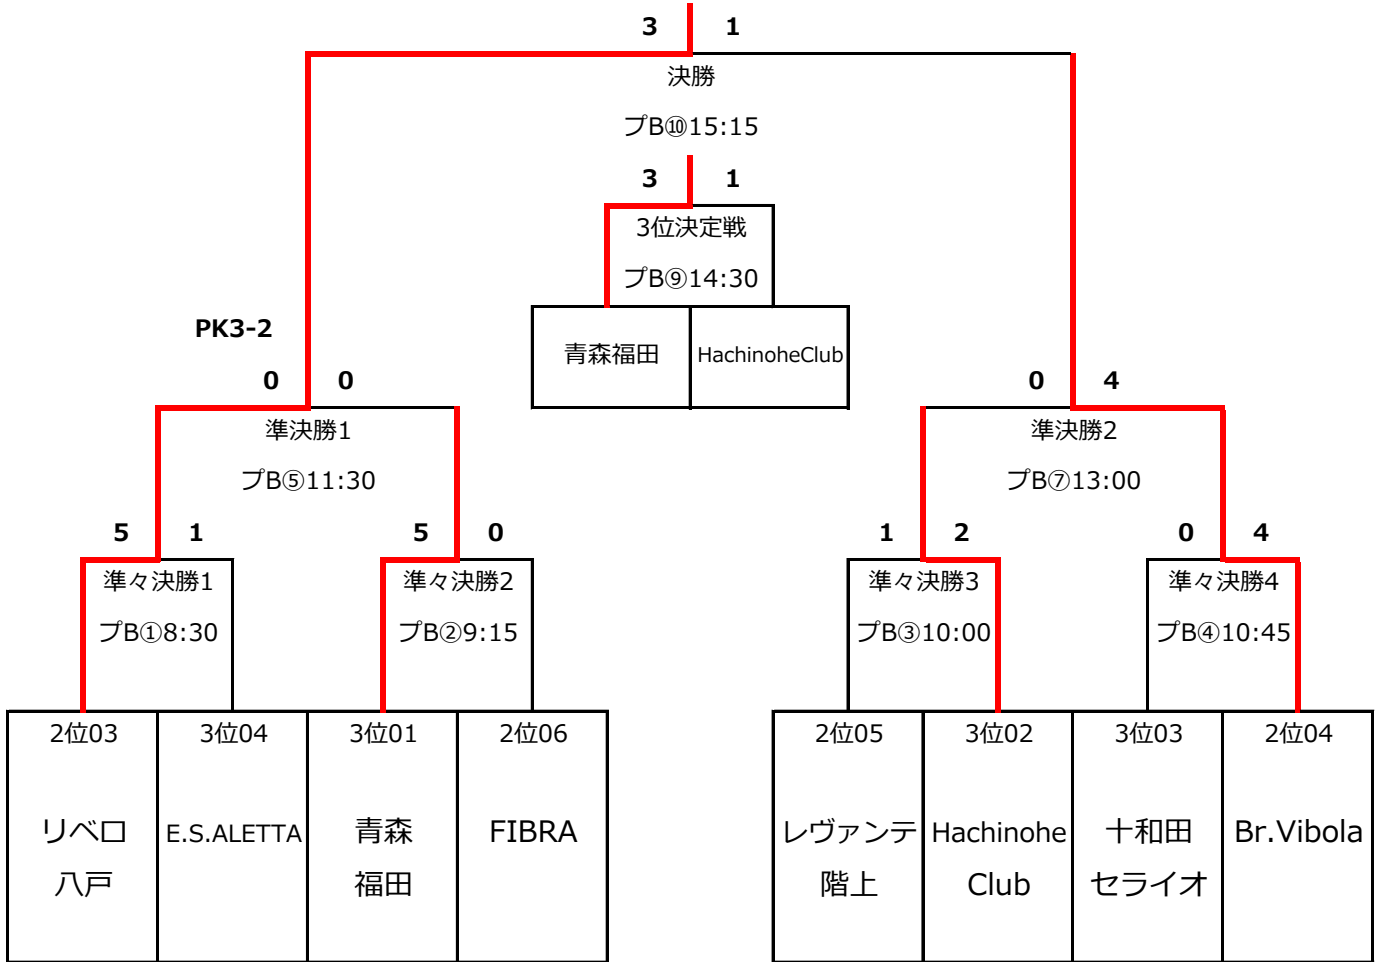 3 1
決勝
プB⑩15:15
3 1
3位決定戦
プB⑨14:30
青森福田 HachinoheClub
PK3-2
0 0
準決勝1
プB⑤11:30
0 4
準決勝2
プB⑦13:00
5 1
準々決勝1
プB①8:30
5 0
準々決勝2
プB②9:15
1 2
準々決勝3
プB③10:00
0 4
準々決勝4
プB④10:45
2位03
リベロ
八戸
3位04
E.S.ALETTA
3位01
青森
福田
2位06
FIBRA
2位05
レヴァンテ
階上
3位02
Hachinohe
Club
3位03
十和田
セライオ
2位04
Br.Vibola